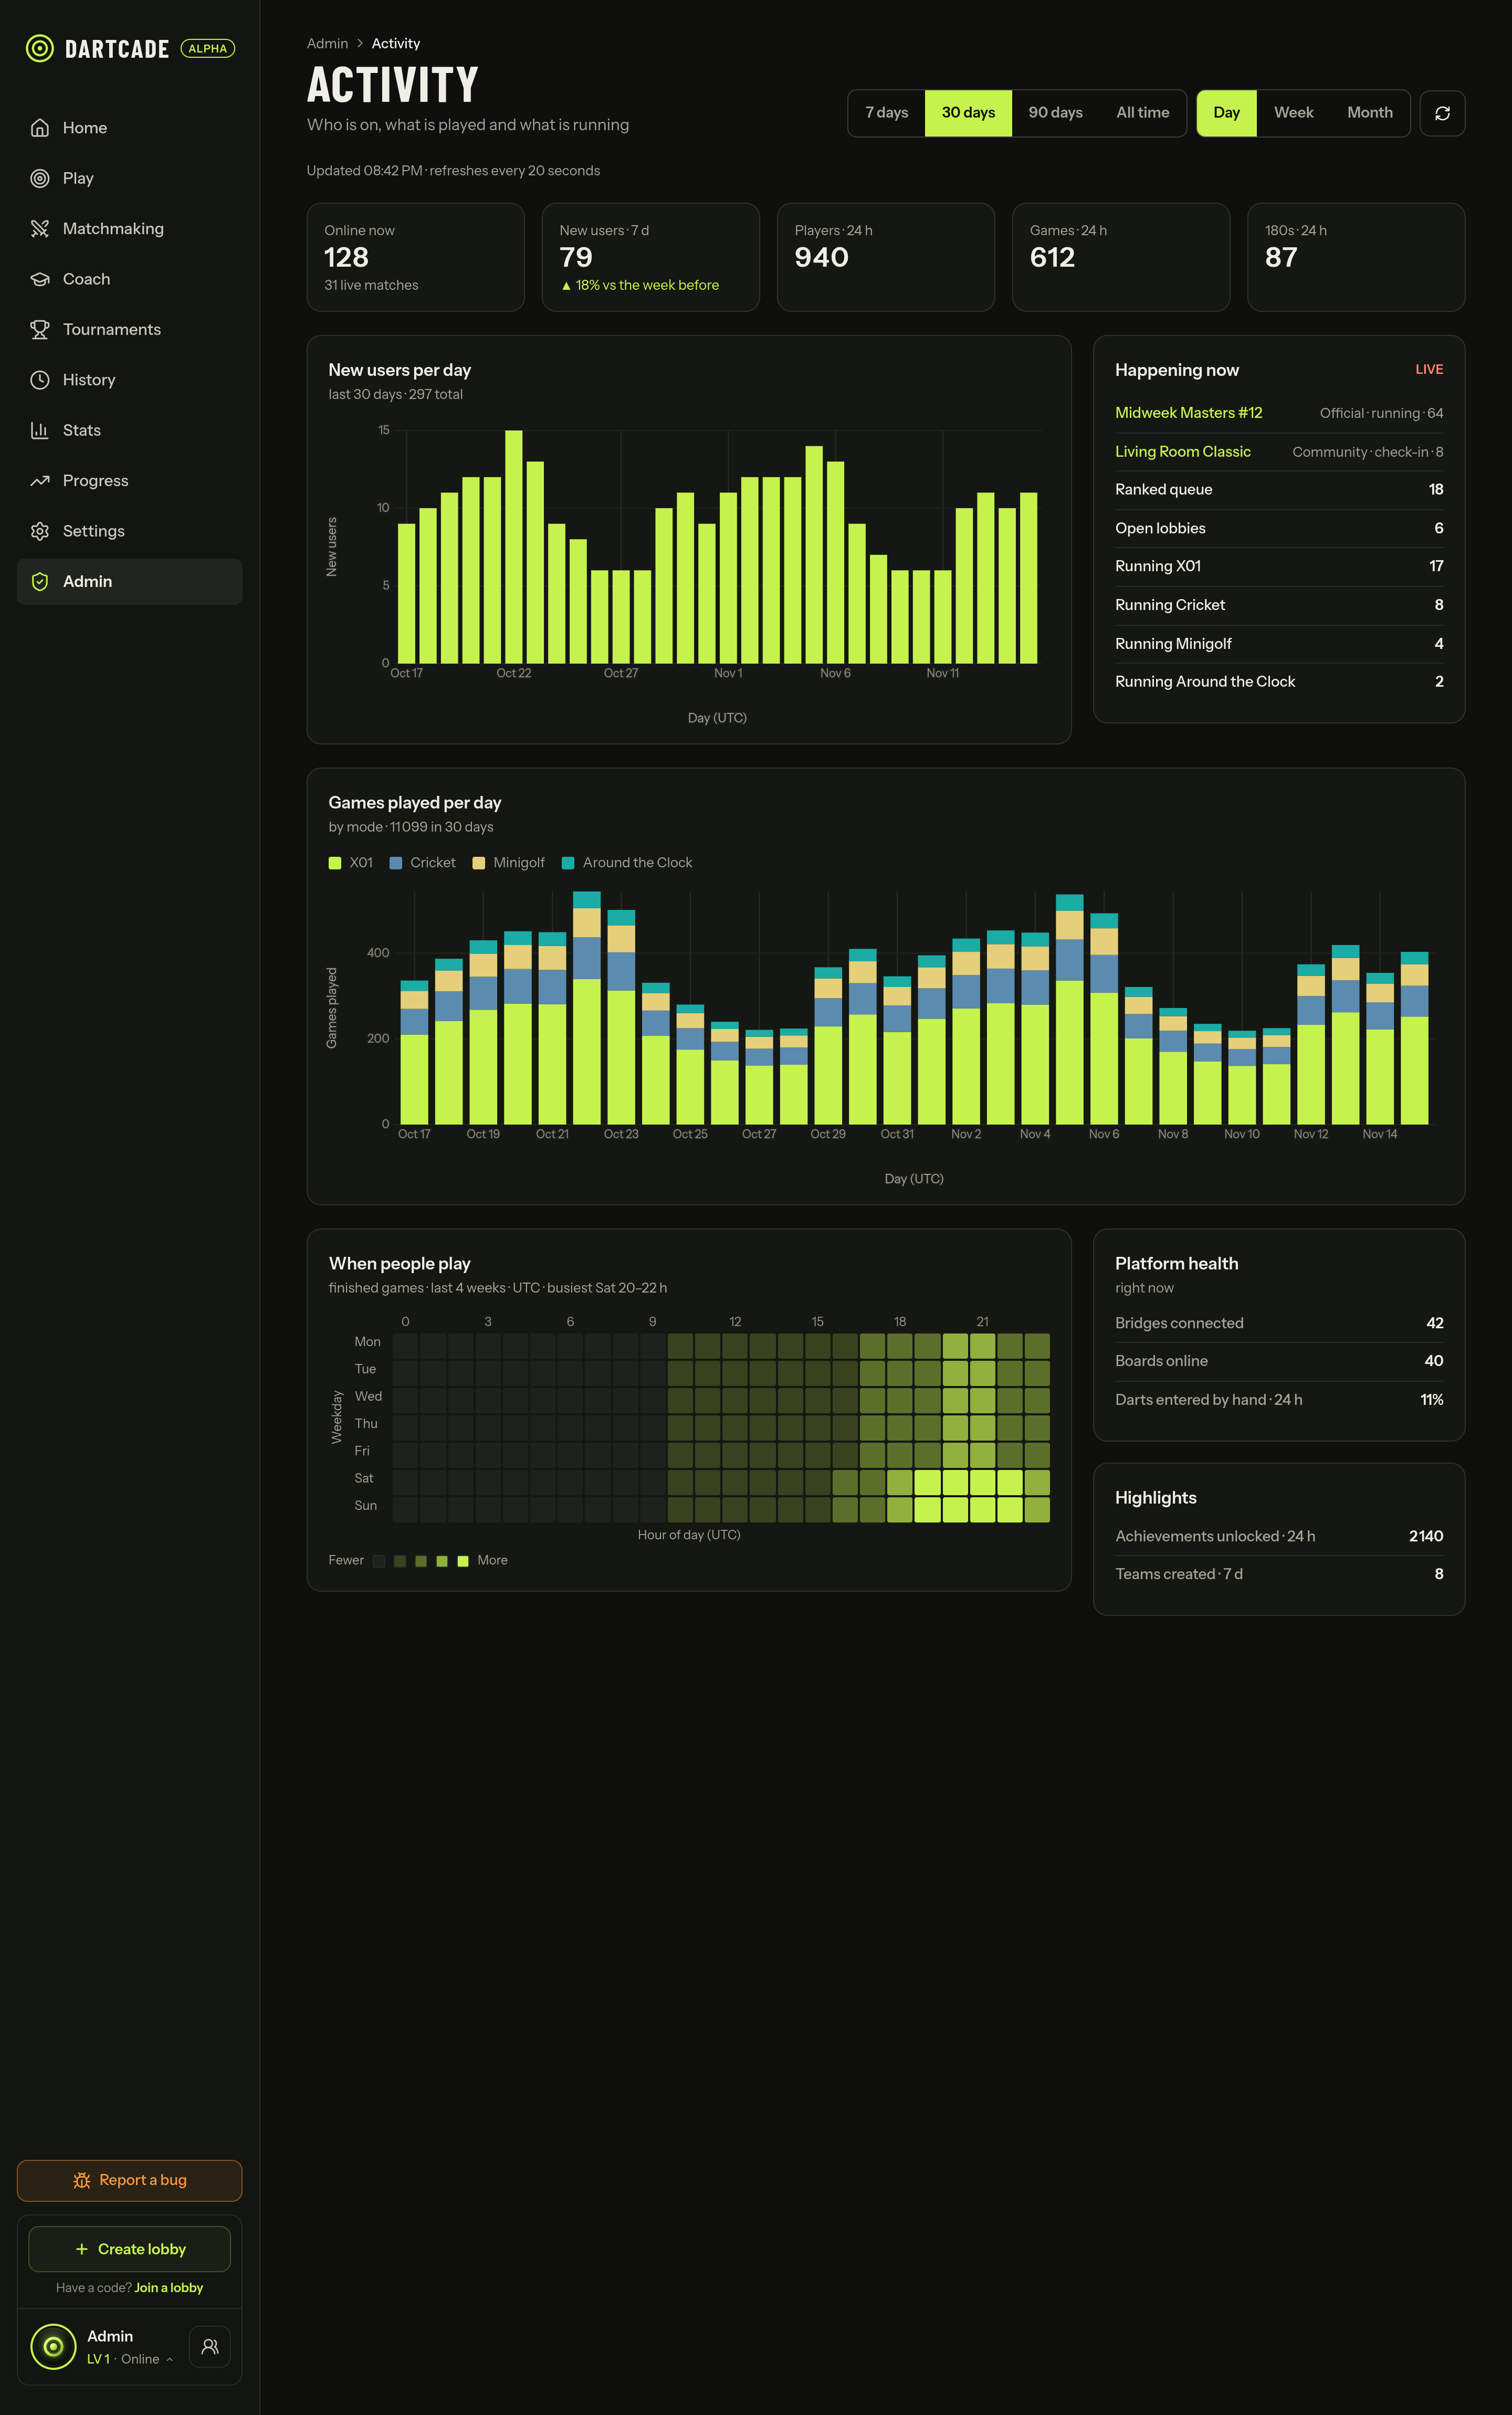 DARTCADE ALPHA
Home
Play
Matchmaking
Coach
Tournaments
History
Stats
Progress
Settings
Admin
Report a bug
Create lobby
Have a code? Join a lobby
Admin
LV 1 · Online
Admin > Activity
ACTIVITY
Who is on, what is played and what is running
7 days 30 days 90 days All time
Day Week Month
Updated 08:42 PM · refreshes every 20 seconds
Online now
128
31 live matches
New users · 7 d
79
▲ 18% vs the week before
Players · 24 h
940
Games · 24 h
612
180s · 24 h
87
New users per day
last 30 days · 297 total
New users
15
10
5
0
Oct 17 Oct 22 Oct 27 Nov 1 Nov 6 Nov 11
Day (UTC)
Happening now LIVE
Midweek Masters #12 Official · running · 64
Living Room Classic Community · check-in · 8
Ranked queue 18
Open lobbies 6
Running X01 17
Running Cricket 8
Running Minigolf 4
Running Around the Clock 2
Games played per day
by mode · 11 099 in 30 days
X01 Cricket Minigolf Around the Clock
Games played
400
200
0
Oct 17 Oct 19 Oct 21 Oct 23 Oct 25 Oct 27 Oct 29 Oct 31 Nov 2 Nov 4 Nov 6 Nov 8 Nov 10 Nov 12 Nov 14
Day (UTC)
When people play
finished games · last 4 weeks · UTC · busiest Sat 20–22 h
0 3 6 9 12 15 18 21
Weekday
Mon
Tue
Wed
Thu
Fri
Sat
Sun
Hour of day (UTC)
Fewer More
Platform health
right now
Bridges connected 42
Boards online 40
Darts entered by hand · 24 h 11%
Highlights
Achievements unlocked · 24 h 2 140
Teams created · 7 d 8